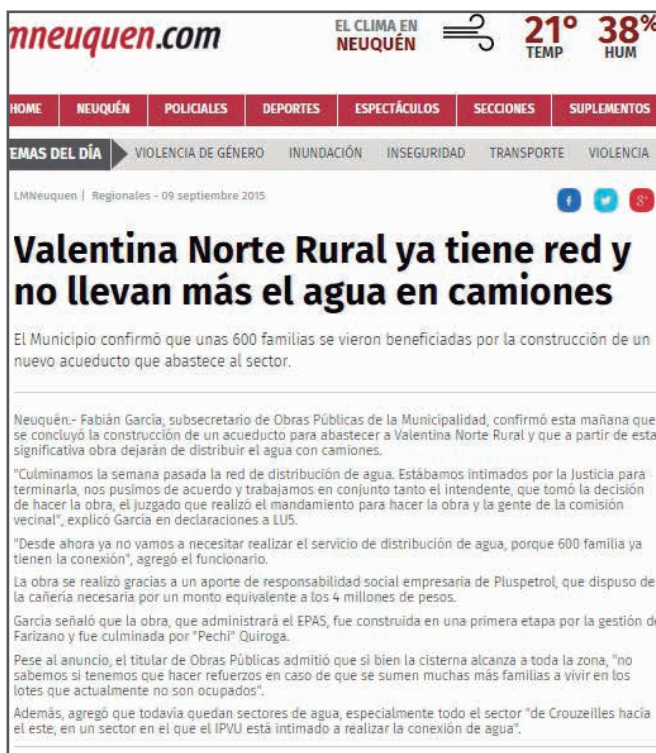 mneuquen.com
EL CLIMA EN
NEUQUÉN
21°
TEMP
38%
HUM
HOME NEUQUÉN POLICIALES DEPORTES ESPECTÁCULOS SECCIONES SUPLEMENTOS
EMAS DEL DÍA VIOLENCIA DE GÉNERO INUNDACIÓN INSEGURIDAD TRANSPORTE VIOLENCIA
LMNeuquen | Regionales - 09 septiembre 2015
Valentina Norte Rural ya tiene red y
no llevan más el agua en camiones
El Municipio confirmó que unas 600 familias se vieron beneficiadas por la construcción de un
nuevo acueducto que abastece al sector.
Neuquén.- Fabián García, subsecretario de Obras Públicas de la Municipalidad, confirmó esta mañana que
se concluyó la construcción de un acueducto para abastecer a Valentina Norte Rural y que a partir de esta
significativa obra dejarán de distribuir el agua con camiones.
"Culminamos la semana pasada la red de distribución de agua. Estábamos intimados por la Justicia para
terminarla, nos pusimos de acuerdo y trabajamos en conjunto tanto el intendente, que tomó la decisión
de hacer la obra, el juzgado que realizó el mandamiento para hacer la obra y la gente de la comisión
vecinal", explicó García en declaraciones a LU5.
"Desde ahora ya no vamos a necesitar realizar el servicio de distribución de agua, porque 600 familia ya
tienen la conexión", agregó el funcionario.
La obra se realizó gracias a un aporte de responsabilidad social empresaria de Pluspetrol, que dispuso de
la cañería necesaria por un monto equivalente a los 4 millones de pesos.
García señaló que la obra, que administrará el EPAS, fue construida en una primera etapa por la gestión de
Farizano y fue culminada por "Pechi" Quiroga.
Pese al anuncio, el titular de Obras Públicas admitió que si bien la cisterna alcanza a toda la zona, "no
sabemos si tenemos que hacer refuerzos en caso de que se sumen muchas más familias a vivir en los
lotes que actualmente no son ocupados".
Además, agregó que todavía quedan sectores de agua, especialmente todo el sector "de Crouzeilles hacia
el este, en un sector en el que el IPVU está intimado a realizar la conexión de agua".